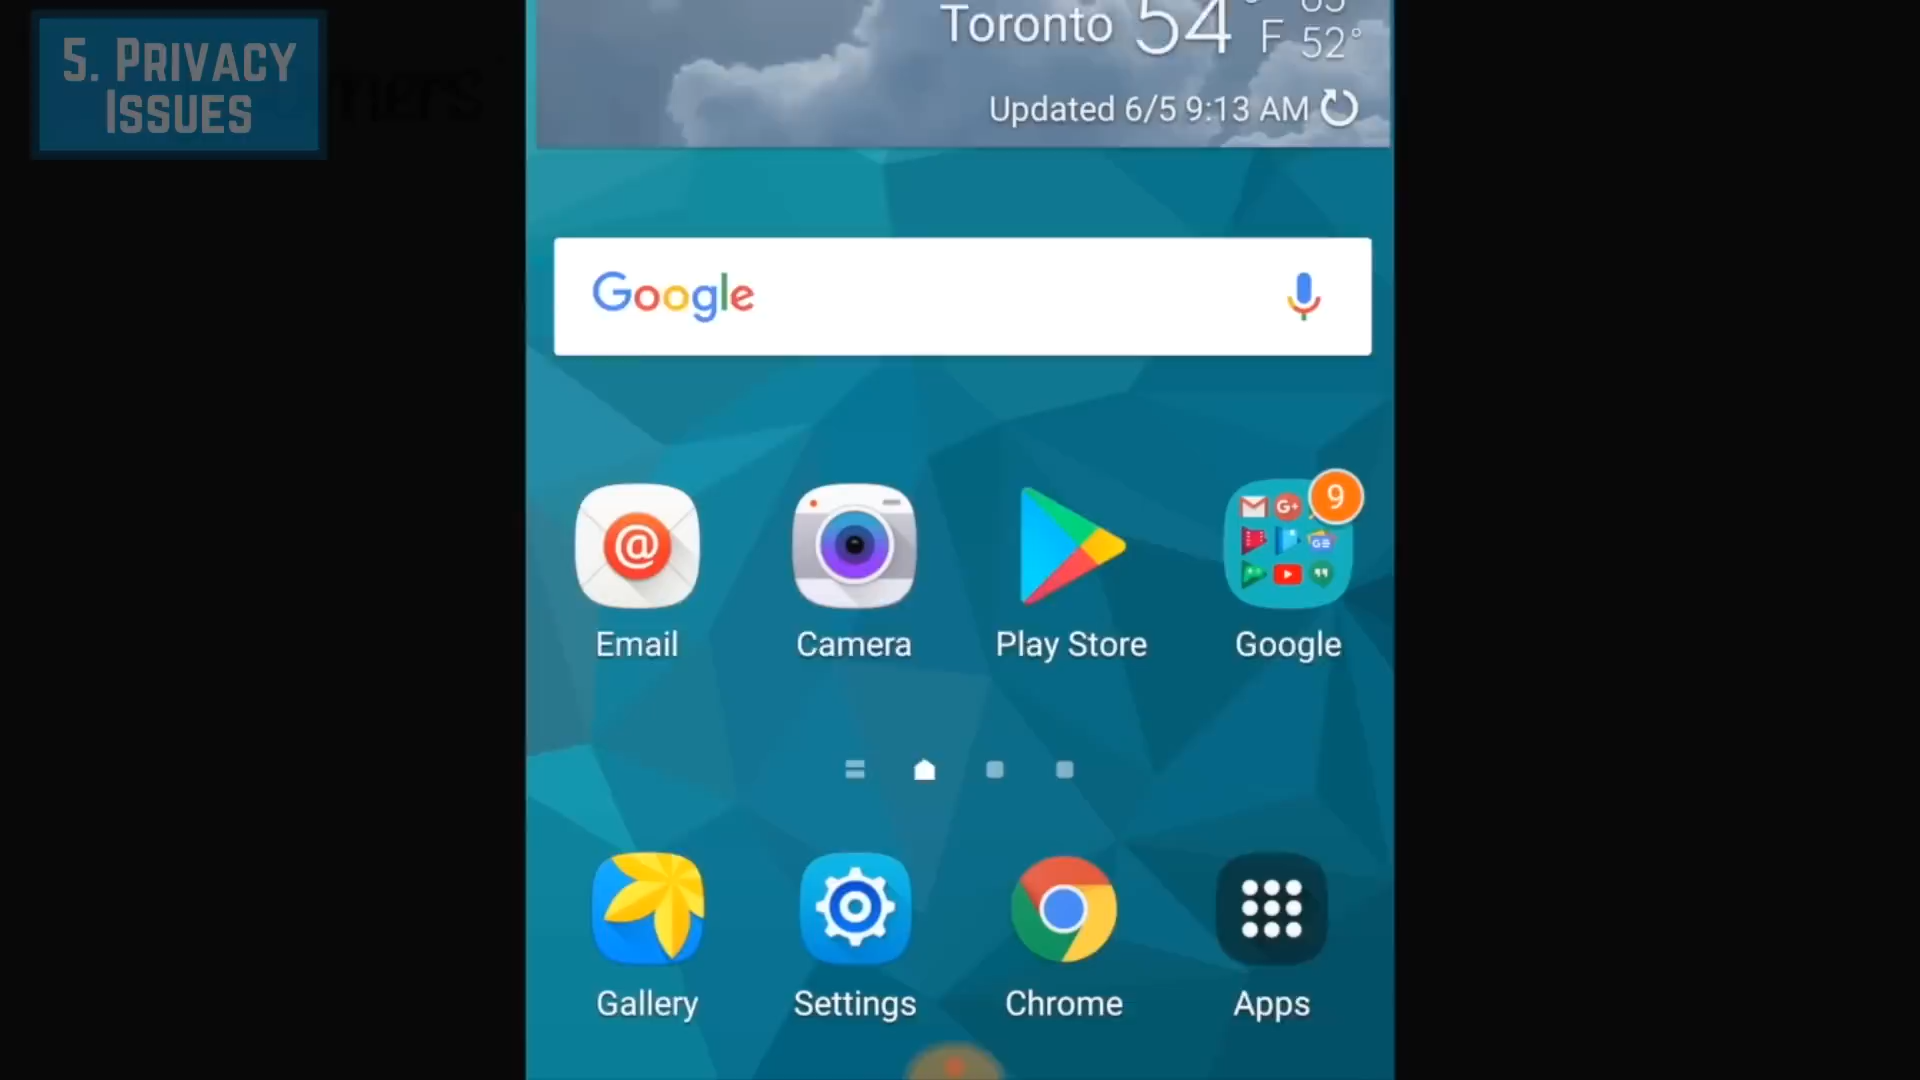 5. PRIVACY
ISSUES
Toronto 54° F
52°
Updated 6/5 9:13 AM
Google
9
Email
Camera
Play Store
Google
Gallery
Settings
Chrome
Apps